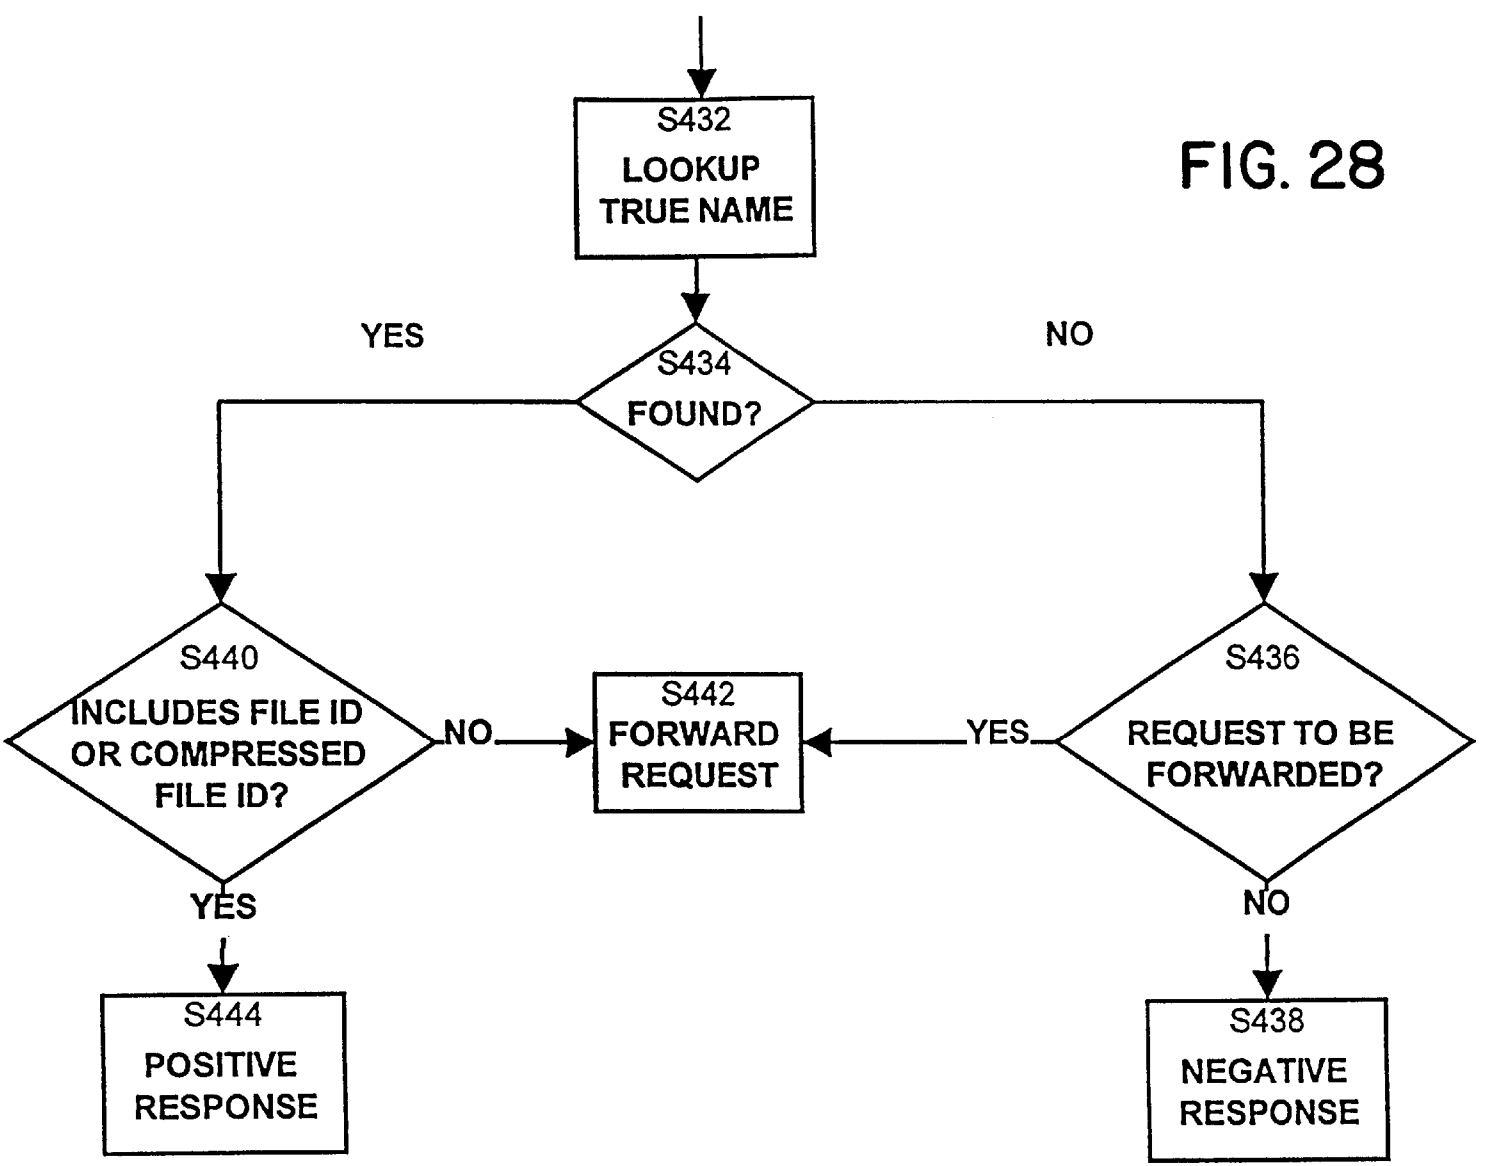 S432
LOOKUP
TRUE NAME
FIG. 28
YES
NO
S434
FOUND?
S440
INCLUDES FILE ID
OR COMPRESSED
FILE ID?
NO
S442
FORWARD
REQUEST
YES
S436
REQUEST TO BE
FORWARDED?
YES
NO
S444
POSITIVE
RESPONSE
S438
NEGATIVE
RESPONSE